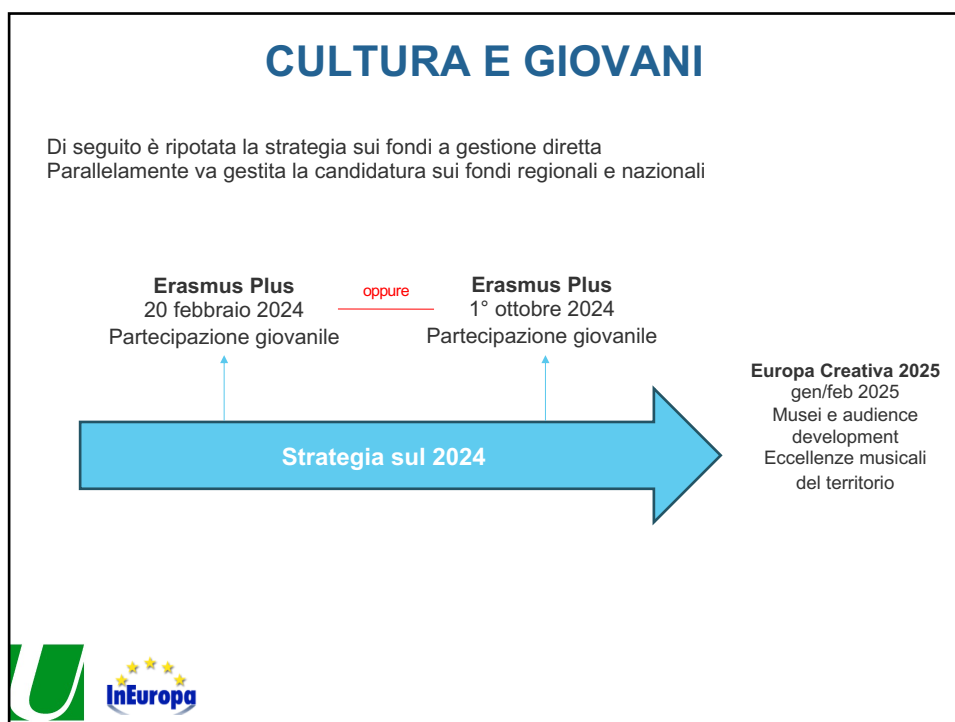 CULTURA E GIOVANI
Di seguito è ripotata la strategia sui fondi a gestione diretta
Parallelamente va gestita la candidatura sui fondi regionali e nazionali
Erasmus Plus
20 febbraio 2024
Partecipazione giovanile
oppure
Erasmus Plus
1° ottobre 2024
Partecipazione giovanile
Europa Creativa 2025
gen/feb 2025
Musei e audience
development
Eccellenze musicali
del territorio
Strategia sul 2024
U
InEuropa